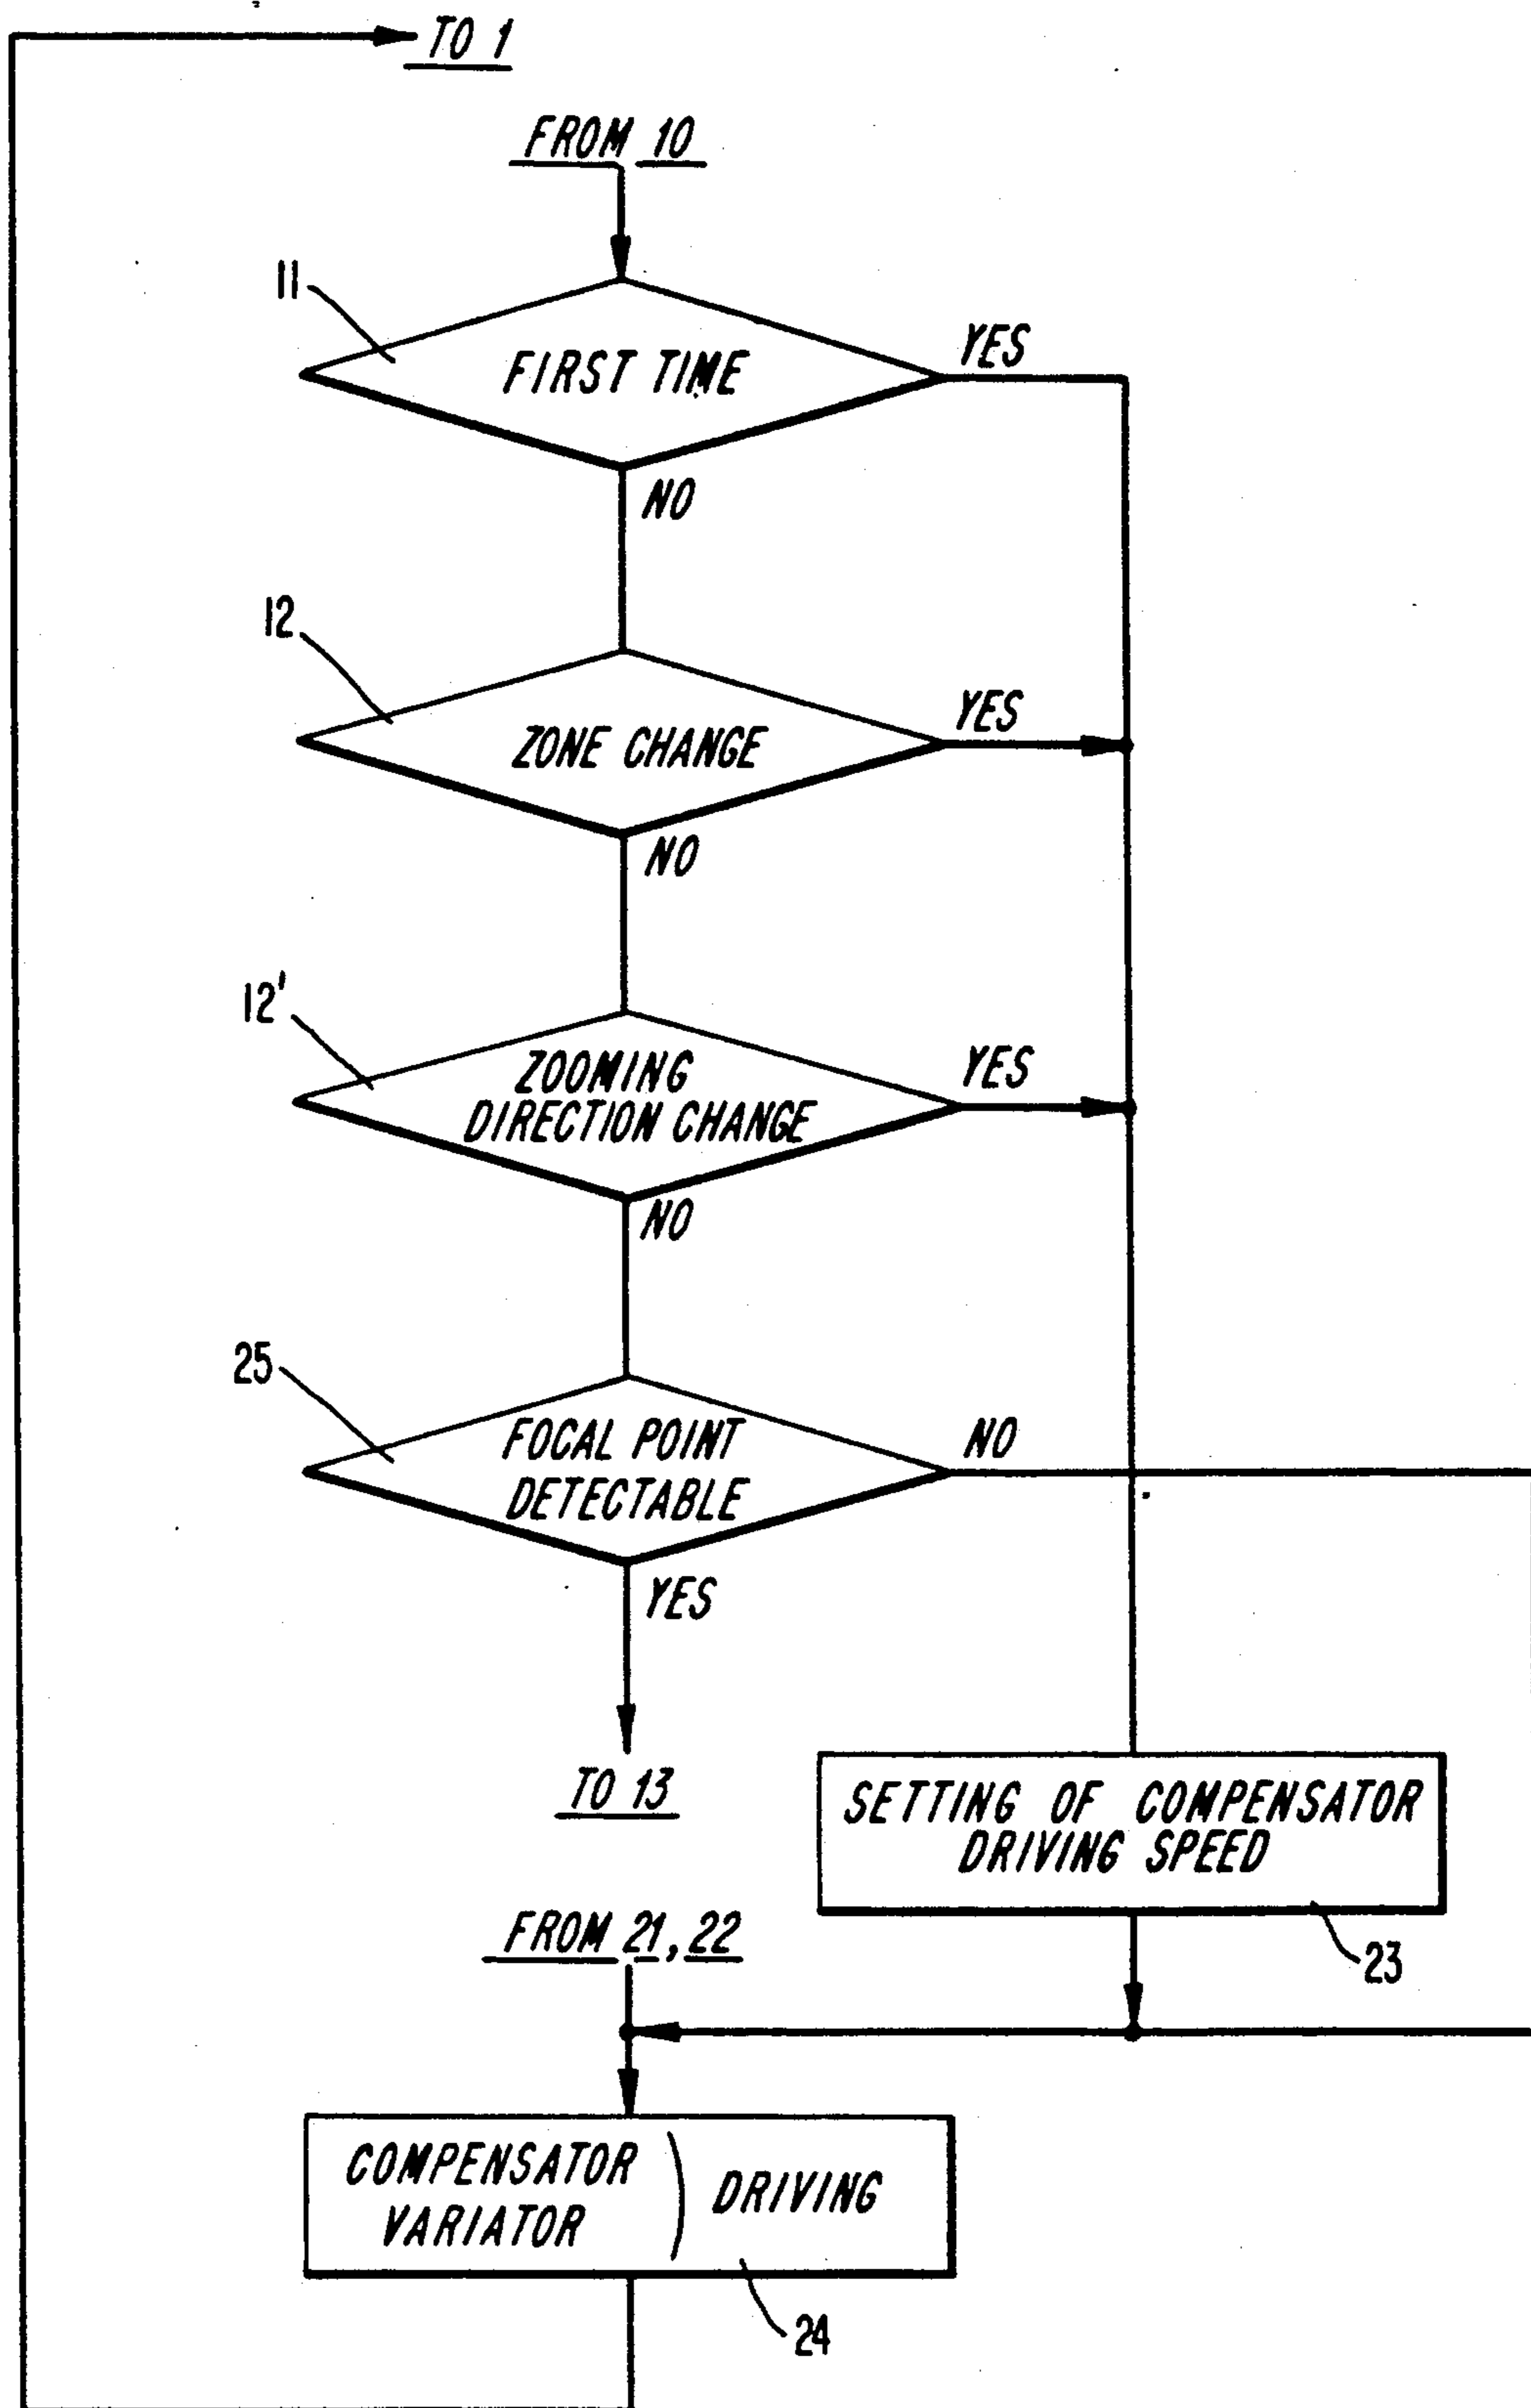 TO 1
FROM 10
11
FIRST TIME
YES
NO
12
ZONE CHANGE
YES
NO
12'
ZOOMING
DIRECTION CHANGE
YES
NO
25
FOCAL POINT
DETECTABLE
NO
YES
TO 13
SETTING OF COMPENSATOR
DRIVING SPEED
23
FROM 21, 22
COMPENSATOR
VARIATOR
) DRIVING
24